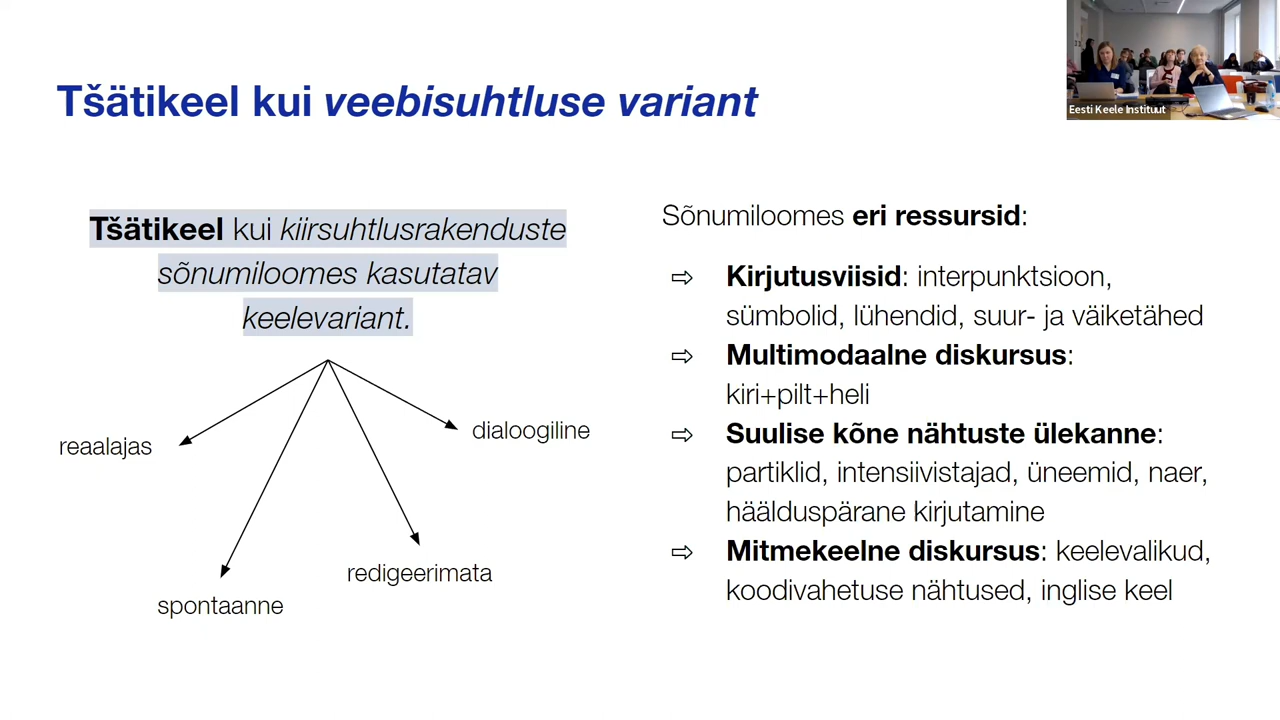 Tšätikeel kui veebisuhtluse variant
Eesti Keele Instituut
Tšätikeel kui kiirsuhtlusrakenduste
sõnumiloomes kasutatav
keelevariant.
reaalajas
dialoogiline
redigeerimata
spontaanne
Sõnumiloomes eri ressursid:
⇨ Kirjutusviisid: interpunktsioon,
sümbolid, lühendid, suur- ja väiketähed
⇨ Multimodaalne diskursus:
kiri+pilt+heli
⇨ Suulise kõne nähtuste ülekanne:
partiklid, intensiivistajad, üneemid, naer,
häälduspärane kirjutamine
⇨ Mitmekeelne diskursus: keelevalikud,
koodivahetuse nähtused, inglise keel